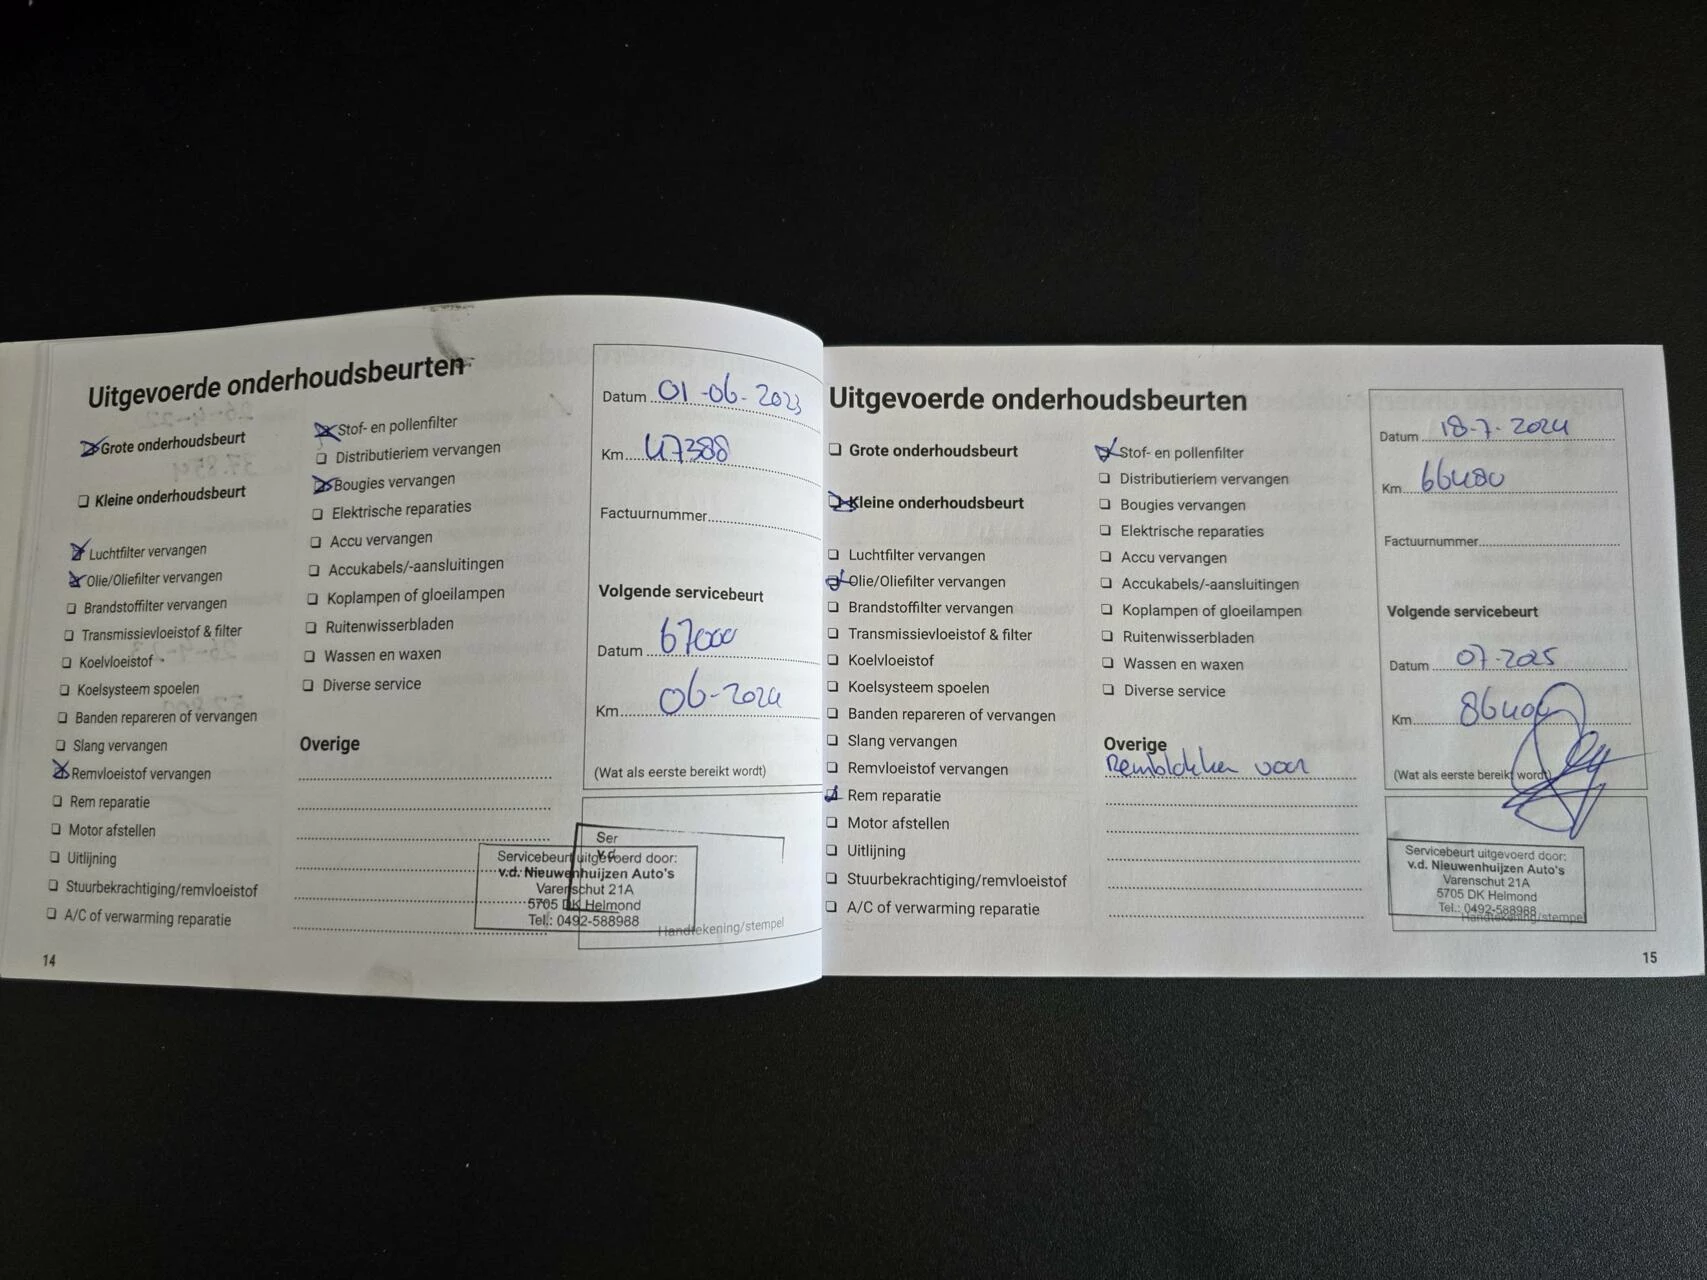 Uitgevoerde onderhoudsbeurten
Grote onderhoudsbeurt
Kleine onderhoudsbeurt
Luchtfilter vervangen
Olie/Oliefilter vervangen
Brandstoffilter vervangen
Transmissievloeistof & filter
Koelvloeistof
Koelsysteem spoelen
Banden repareren of vervangen
Slang vervangen
Remvloeistof vervangen
Rem reparatie
Motor afstellen
Uitlijning
Stuurbekrachtiging/remvloeistof
A/C of verwarming reparatie
14
Stof- en pollenfilter
Distributieriem vervangen
Bougies vervangen
Elektrische reparaties
Accu vervangen
Accukabels/-aansluitingen
Koplampen of gloeilampen
Ruitenwisserbladen
Wassen en waxen
Diverse service
Overige
Datum 01-06-2023
Km 47388
Factuurnummer
Volgende servicebeurt
Datum 67000
Km 06-2024
(Wat als eerste bereikt wordt)
Ser
v.d.
Servicebeurt uitgevoerd door:
v.d. Nieuwenhuijzen Auto's
Varenschut 21A
5705 DK Helmond
Tel.: 0492-588988
Handtekening/stempel
Uitgevoerde onderhoudsbeurten
Grote onderhoudsbeurt
Kleine onderhoudsbeurt
Luchtfilter vervangen
Olie/Oliefilter vervangen
Brandstoffilter vervangen
Transmissievloeistof & filter
Koelvloeistof
Koelsysteem spoelen
Banden repareren of vervangen
Slang vervangen
Remvloeistof vervangen
Rem reparatie
Motor afstellen
Uitlijning
Stuurbekrachtiging/remvloeistof
A/C of verwarming reparatie
Stof- en pollenfilter
Distributieriem vervangen
Bougies vervangen
Elektrische reparaties
Accu vervangen
Accukabels/-aansluitingen
Koplampen of gloeilampen
Ruitenwisserbladen
Wassen en waxen
Diverse service
Overige
Remblokken voor
Datum 18-7-2024
Km 66400
Factuurnummer
Volgende servicebeurt
Datum 07-2025
Km 86400
(Wat als eerste bereikt wordt)
Servicebeurt uitgevoerd door:
v.d. Nieuwenhuijzen Auto's
Varenschut 21A
5705 DK Helmond
Tel.: 0492-588988
Handtekening/stempel
15